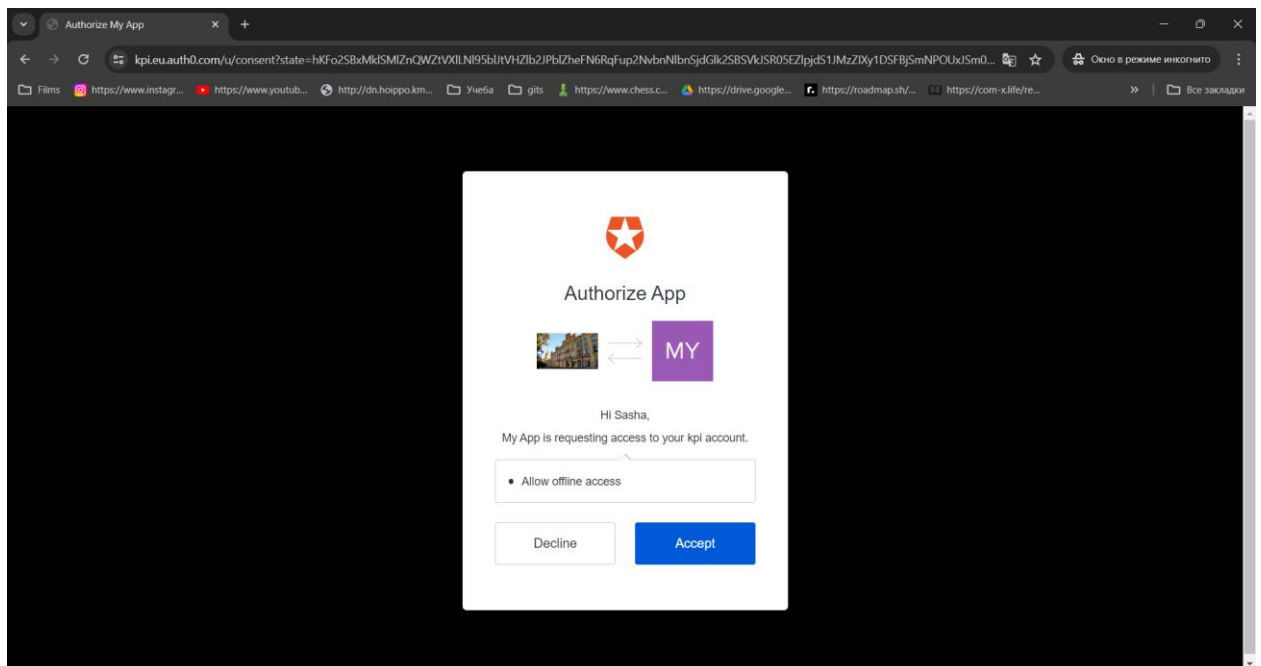 Authorize My App
kpi.eu.auth0.com/u/consent?state=hKFo2SBxMklSMlZnQWZtVXlLNl95blJtVHZlb2JPblZheFN6RqFup2NvbnNlbnSjdGlk2SBSVkJSR05EZlpjdS1JMzZlXy1DSFBjSmNPOUxJSm0... Окно в режиме инкогнито
Films https://www.instagr... https://www.youtub... http://dn.hoippo.km... Учеба gits https://www.chess.c... https://drive.google... https://roadmap.sh/... https://com-x.life/re... » Все закладки
Authorize App
MY
Hi Sasha,
My App is requesting access to your kpi account.
• Allow offline access
Decline Accept